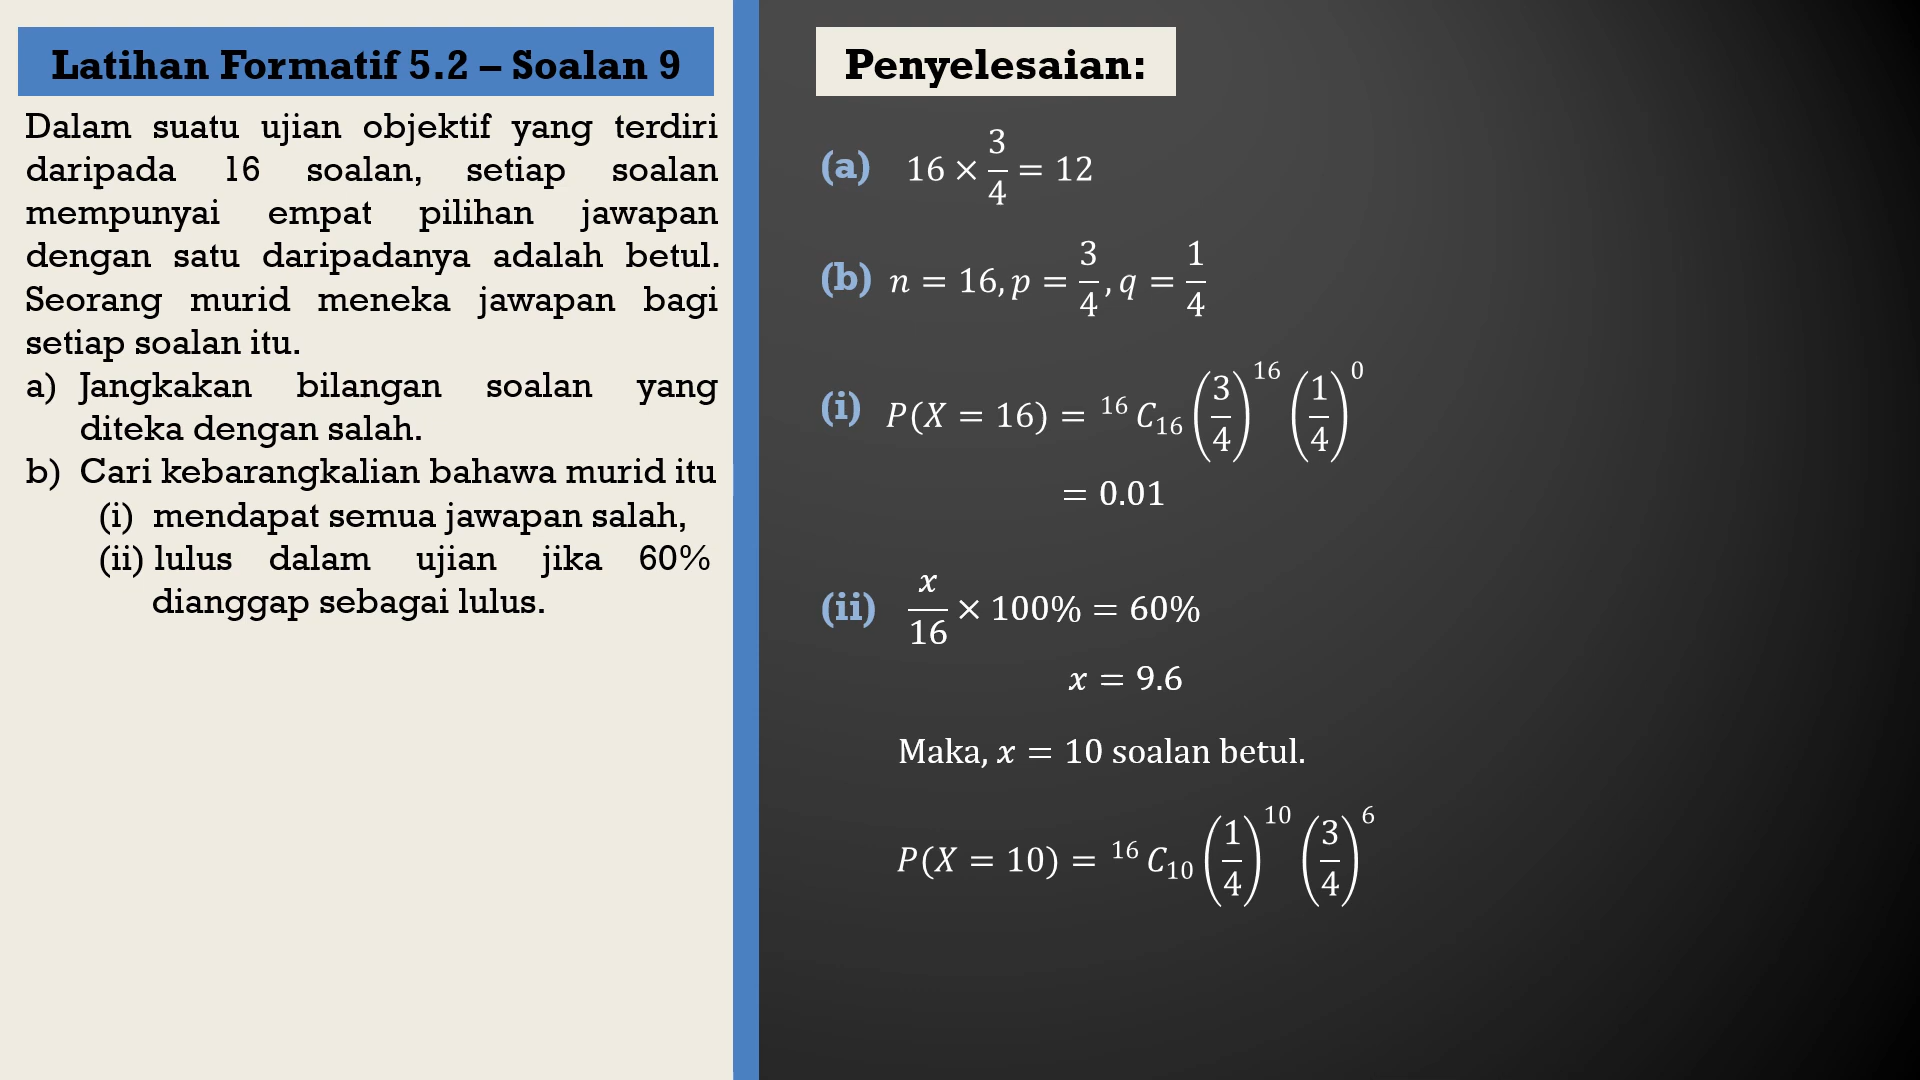 Latihan Formatif 5.2 – Soalan 9
Dalam suatu ujian objektif yang terdiri
daripada 16 soalan, setiap soalan
mempunyai empat pilihan jawapan
dengan satu daripadanya adalah betul.
Seorang murid meneka jawapan bagi
setiap soalan itu.
a) Jangkakan bilangan soalan yang
diteka dengan salah.
b) Cari kebarangkalian bahawa murid itu
(i) mendapat semua jawapan salah,
(ii) lulus dalam ujian jika 60%
dianggap sebagai lulus.
Penyelesaian:
(a) 16 × 3/4 = 12
(b) n = 16, p = 3/4, q = 1/4
(i) P(X = 16) = ¹⁶C₁₆ (3/4)¹⁶ (1/4)⁰
= 0.01
(ii) x/16 × 100% = 60%
x = 9.6
Maka, x = 10 soalan betul.
P(X = 10) = ¹⁶C₁₀ (1/4)¹⁰ (3/4)⁶